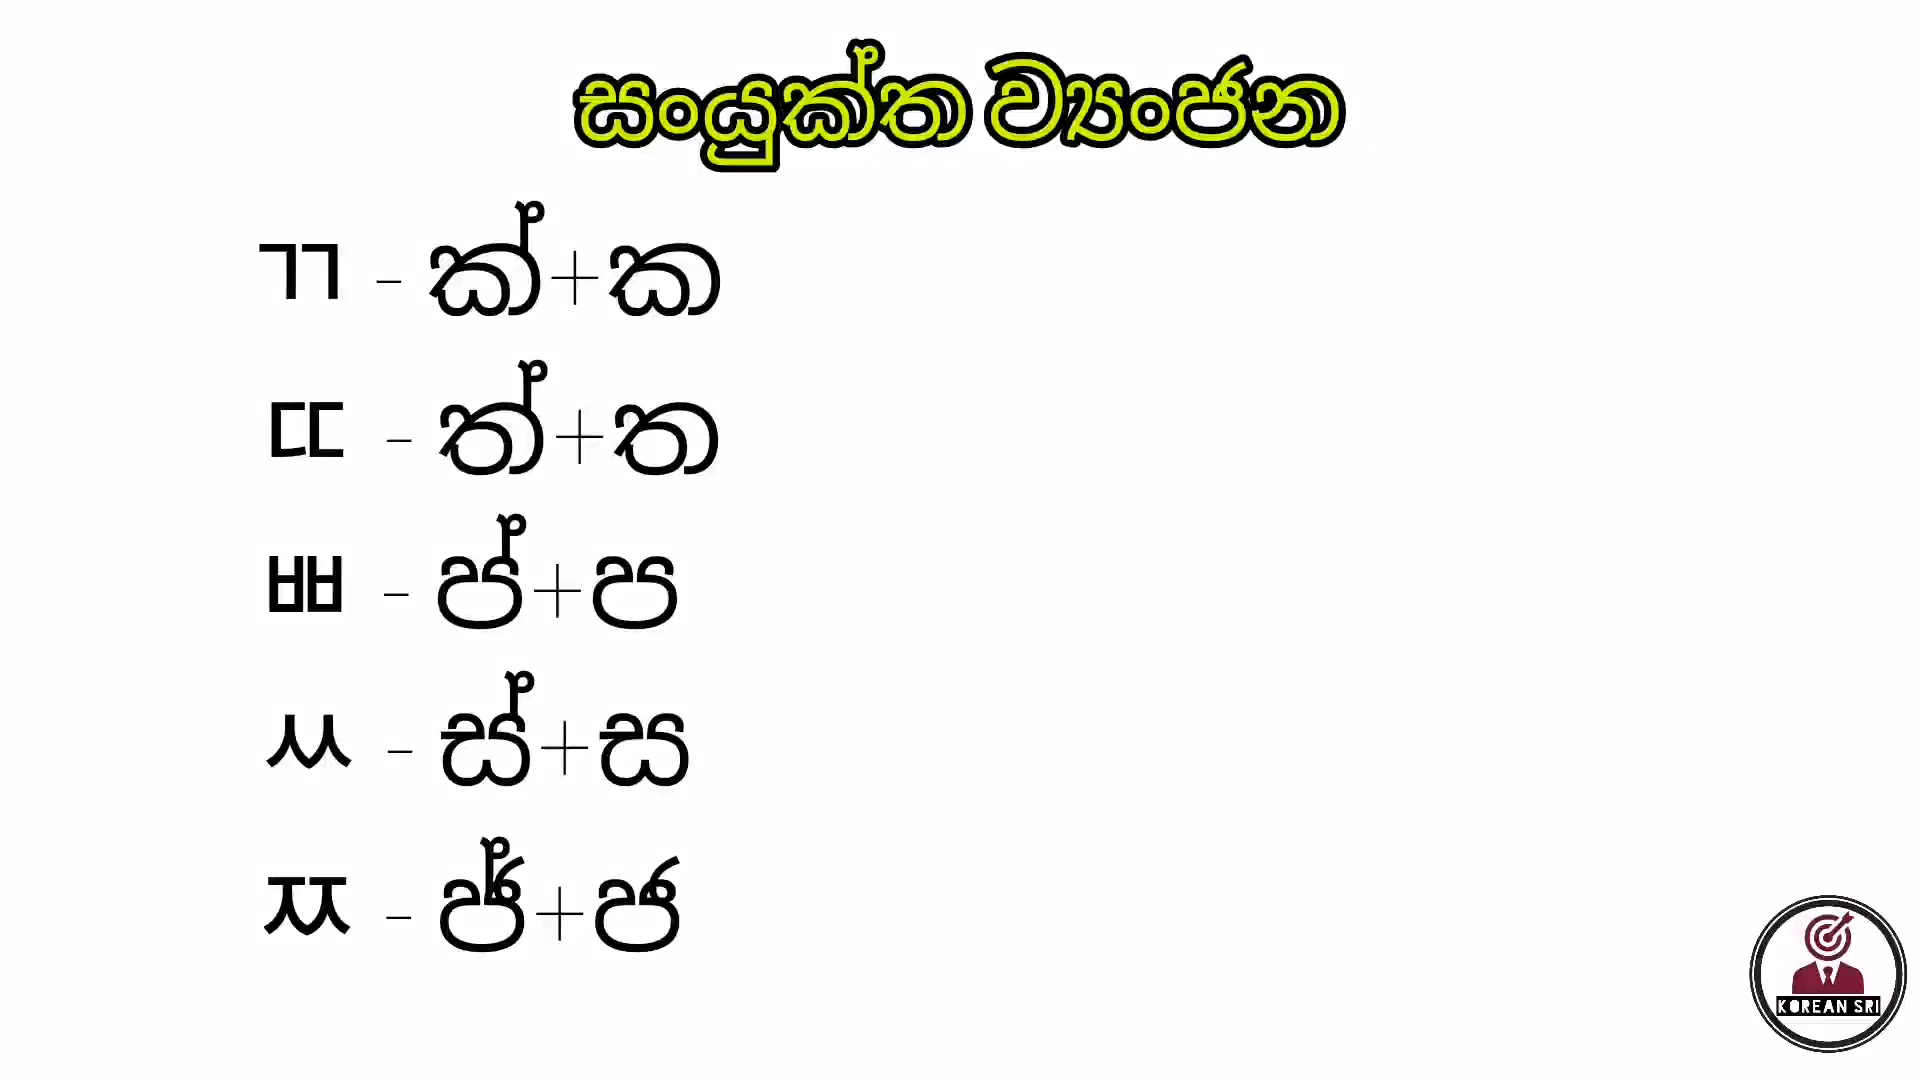 සංයුක්ත ව්‍යංජන
ㄲ - ක්+ක
ㄸ - ත්+ත
ㅃ - ප්+ප
ㅆ - ස්+ස
ㅉ - ජ්+ජ
KOREAN SRI